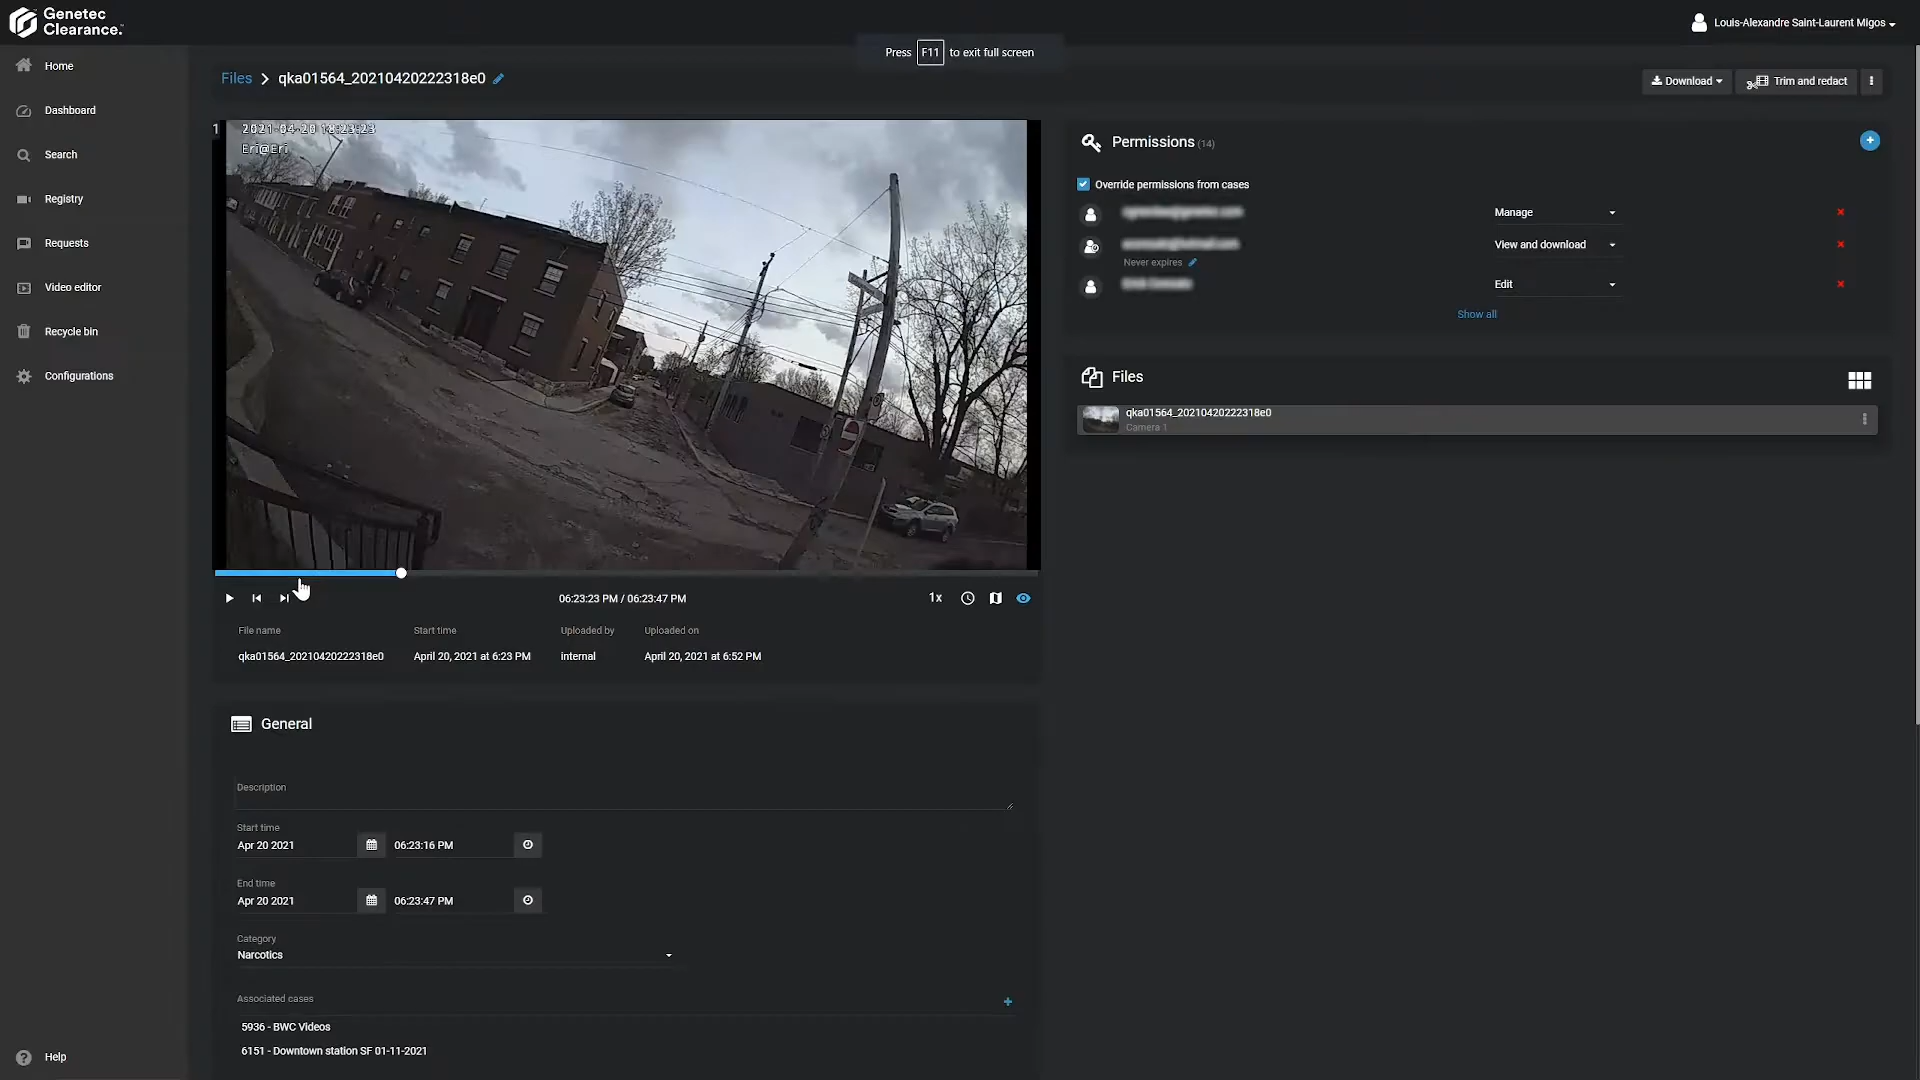 Genetec
Clearance.™
Louis-Alexandre Saint-Laurent Migos
Press F11 to exit full screen
Home
Dashboard
Search
Registry
Requests
Video editor
Recycle bin
Configurations
Help
Files > qka01564_20210420222318e0
Download
Trim and redact
1
2021-04-20 18:23:23
Eri@Eri
06:23:23 PM / 06:23:47 PM
1x
File name
Start time
Uploaded by
Uploaded on
qka01564_20210420222318e0
April 20, 2021 at 6:23 PM
internal
April 20, 2021 at 6:52 PM
General
Description
Start time
Apr 20 2021
06:23:16 PM
End time
Apr 20 2021
06:23:47 PM
Category
Narcotics
Associated cases
5936 - BWC Videos
6151 - Downtown station SF 01-11-2021
Permissions (14)
Override permissions from cases
Manage
View and download
Never expires
Edit
Show all
Files
qka01564_20210420222318e0
Camera 1